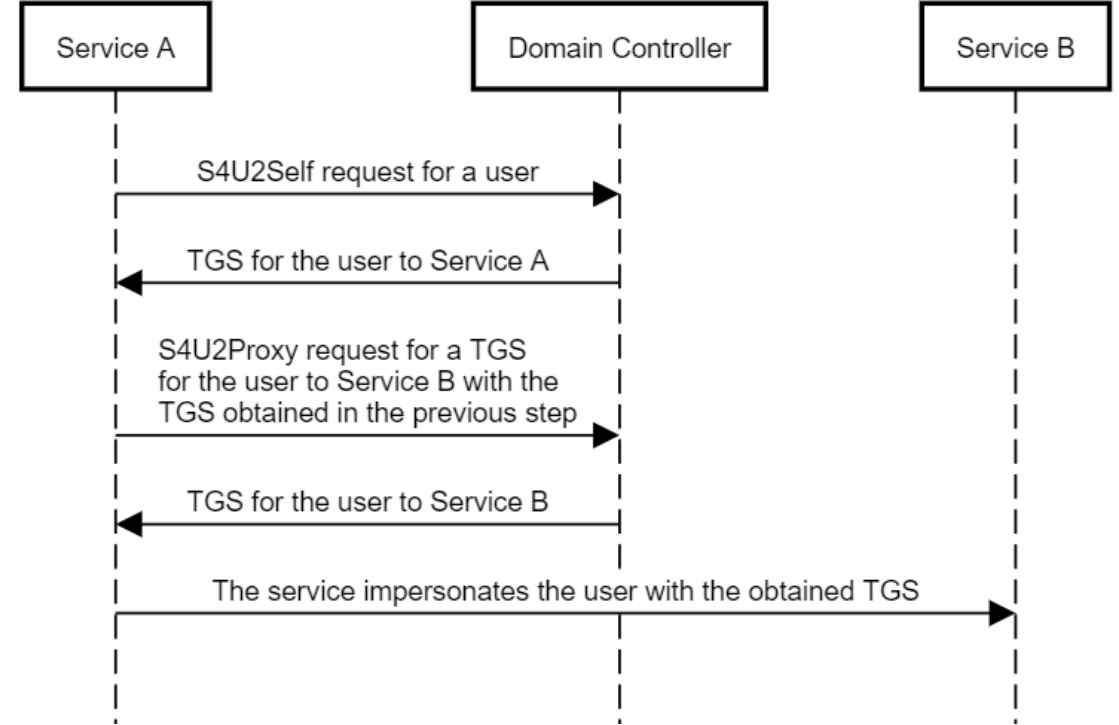 Service A
Domain Controller
Service B
S4U2Self request for a user
TGS for the user to Service A
S4U2Proxy request for a TGS
for the user to Service B with the
TGS obtained in the previous step
TGS for the user to Service B
The service impersonates the user with the obtained TGS